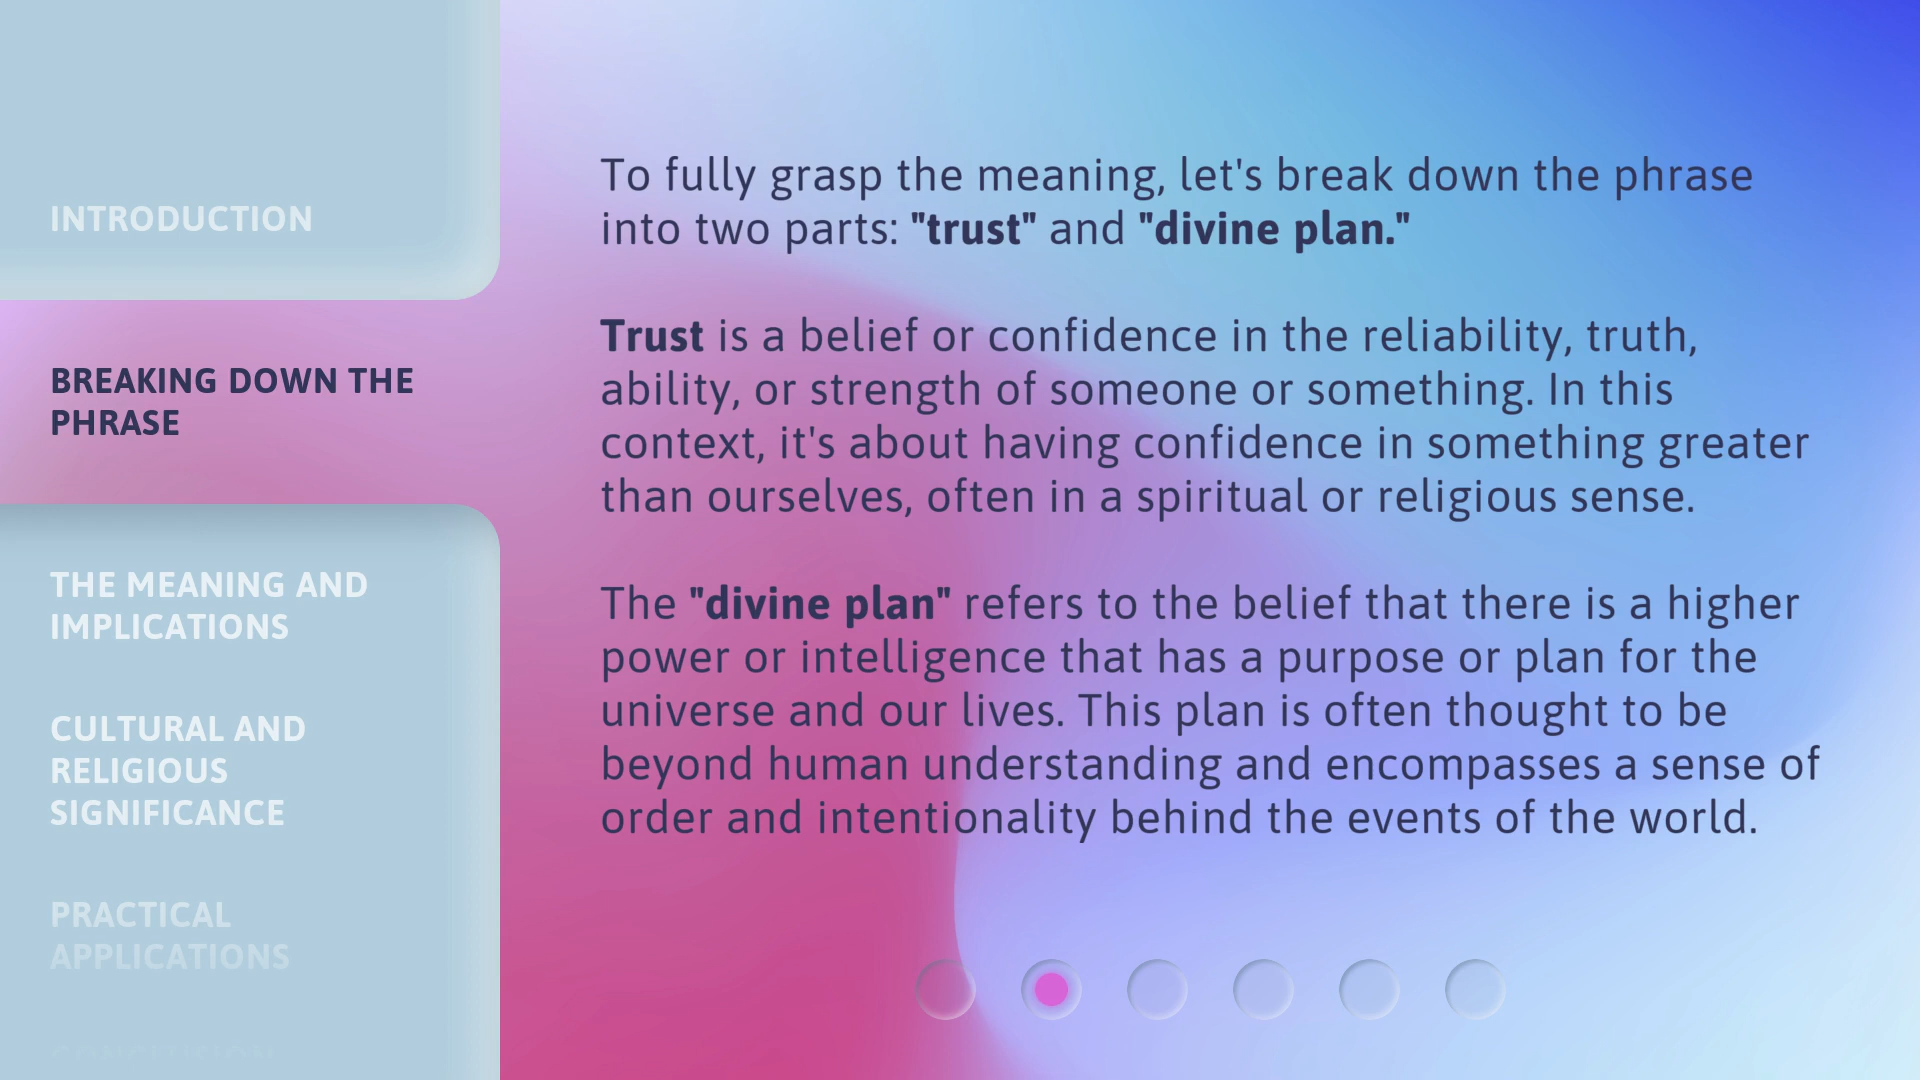 INTRODUCTION
BREAKING DOWN THE
PHRASE
THE MEANING AND
IMPLICATIONS
CULTURAL AND
RELIGIOUS
SIGNIFICANCE
PRACTICAL
APPLICATIONS
To fully grasp the meaning, let's break down the phrase
into two parts: "trust" and "divine plan."
Trust is a belief or confidence in the reliability, truth,
ability, or strength of someone or something. In this
context, it's about having confidence in something greater
than ourselves, often in a spiritual or religious sense.
The "divine plan" refers to the belief that there is a higher
power or intelligence that has a purpose or plan for the
universe and our lives. This plan is often thought to be
beyond human understanding and encompasses a sense of
order and intentionality behind the events of the world.